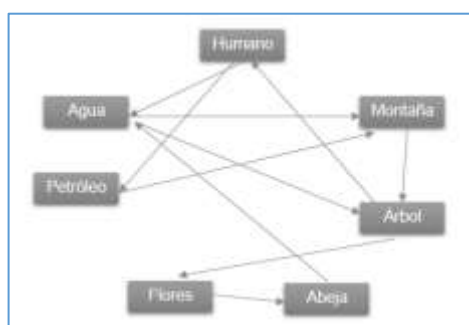 Humano
Agua
Montaña
Petróleo
Árbol
Flores
Abeja